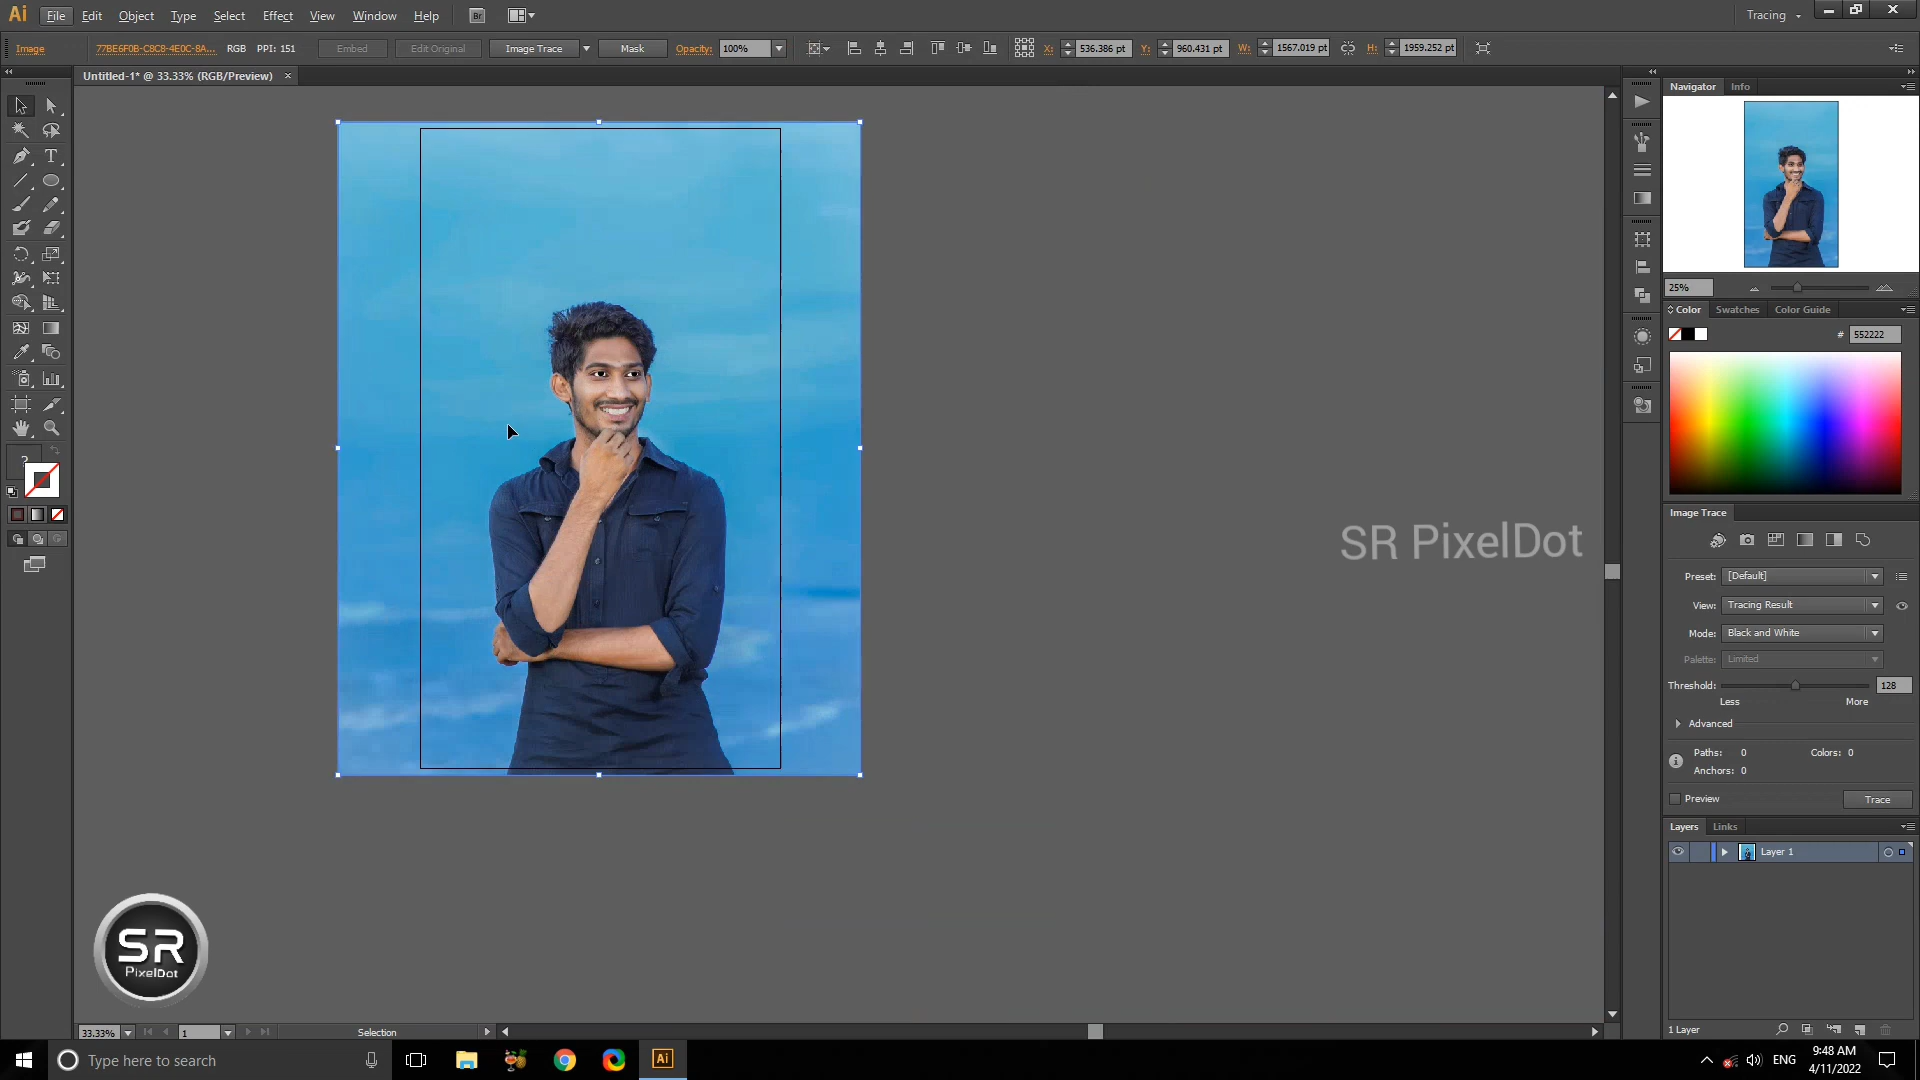 Ai File Edit Object Type Select Effect View Window Help Br Tracing
Image 77BE6F0B-C8C8-4E0C-8A... RGB PPI: 151 Embed Edit Original Image Trace Mask Opacity: 100% X: 536.386 pt Y: 960.431 pt W: 1567.019 pt H: 1959.252 pt
Untitled-1* @ 33.33% (RGB/Preview)
Navigator Info
25%
Color Swatches Color Guide
# 552222
?
Image Trace
SR PixelDot
Preset: [Default]
View: Tracing Result
Mode: Black and White
Palette: Limited
Threshold: 128
Less More
Advanced
Paths: 0 Colors: 0
Anchors: 0
Preview Trace
Layers Links
Layer 1
SR
PixelDot
1 Layer
33.33% 1 Selection
Type here to search
Ai
ENG
9:48 AM
4/11/2022